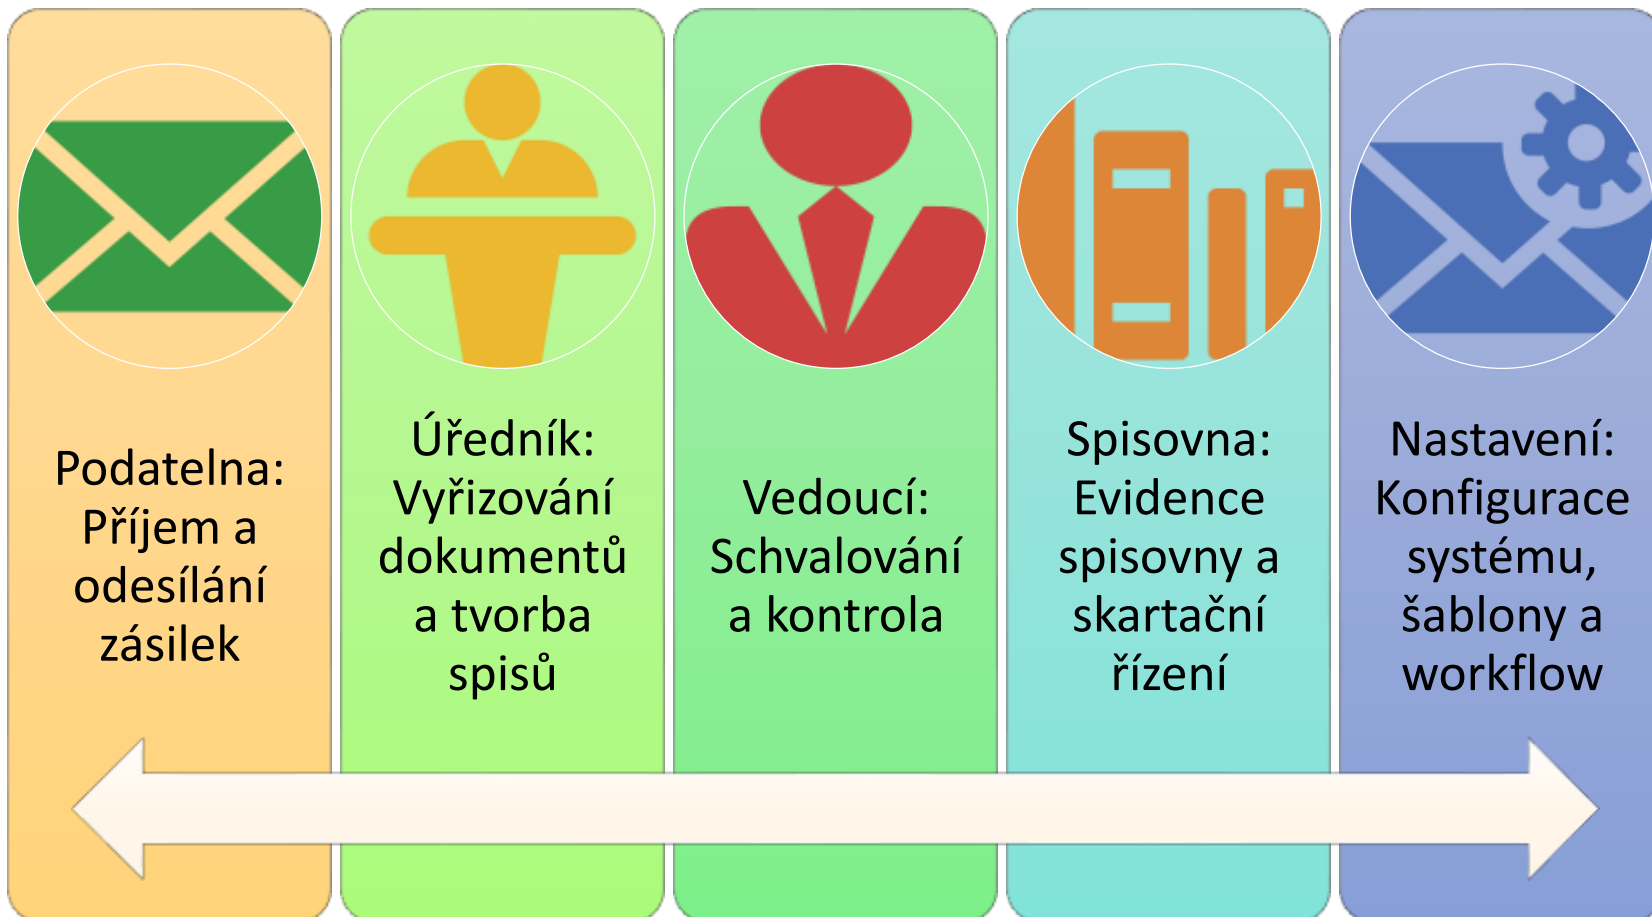 Podatelna:
Příjem a
odesílání
zásilek
Úředník:
Vyřizování
dokumentů
a tvorba
spisů
Vedoucí:
Schvalování
a kontrola
Spisovna:
Evidence
spisovny a
skartační
řízení
Nastavení:
Konfigurace
systému,
šablony a
workflow